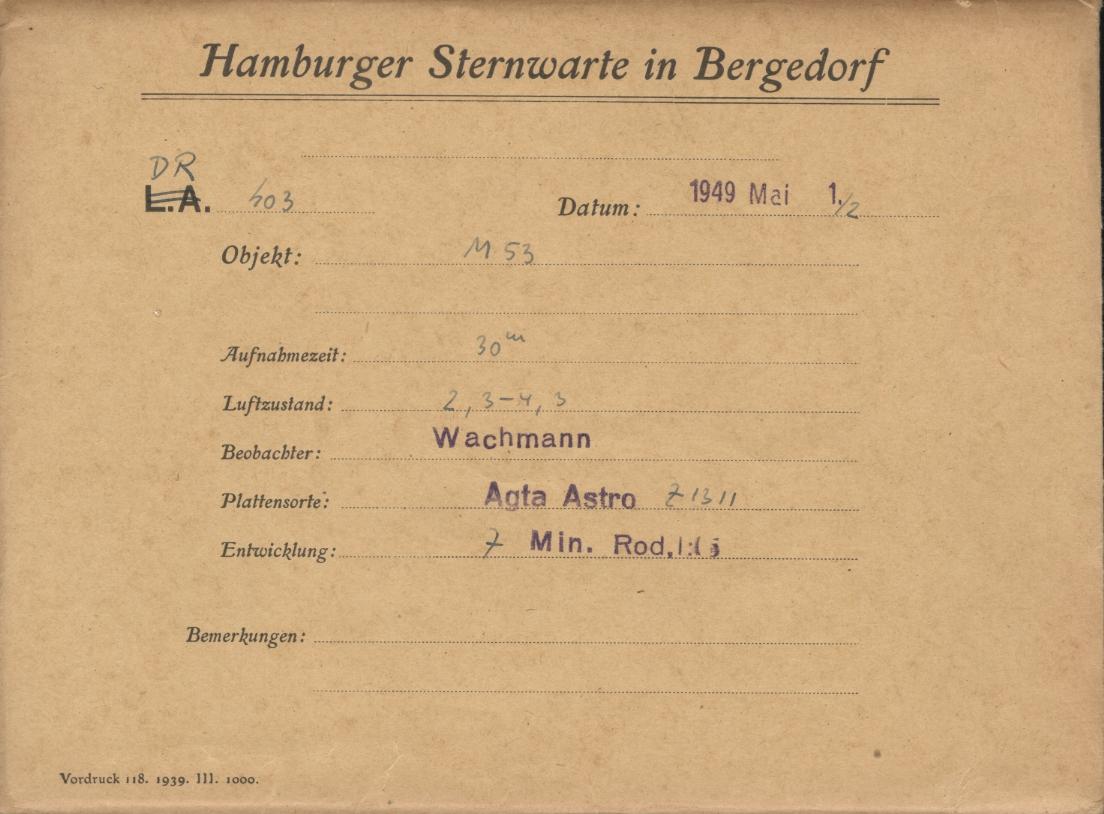 Hamburger Sternwarte in Bergedorf
DR
L.A. 403 Datum: 1949 Mai 1./2
Objekt: M 53
Aufnahmezeit: 30m
Luftzustand: 2, 3-4, 3
Beobachter: Wachmann
Plattensorte: Agfa Astro Z 1311
Entwicklung: 7 Min. Rod.
Bemerkungen:
Vordruck 118. 1939. III. 1000.